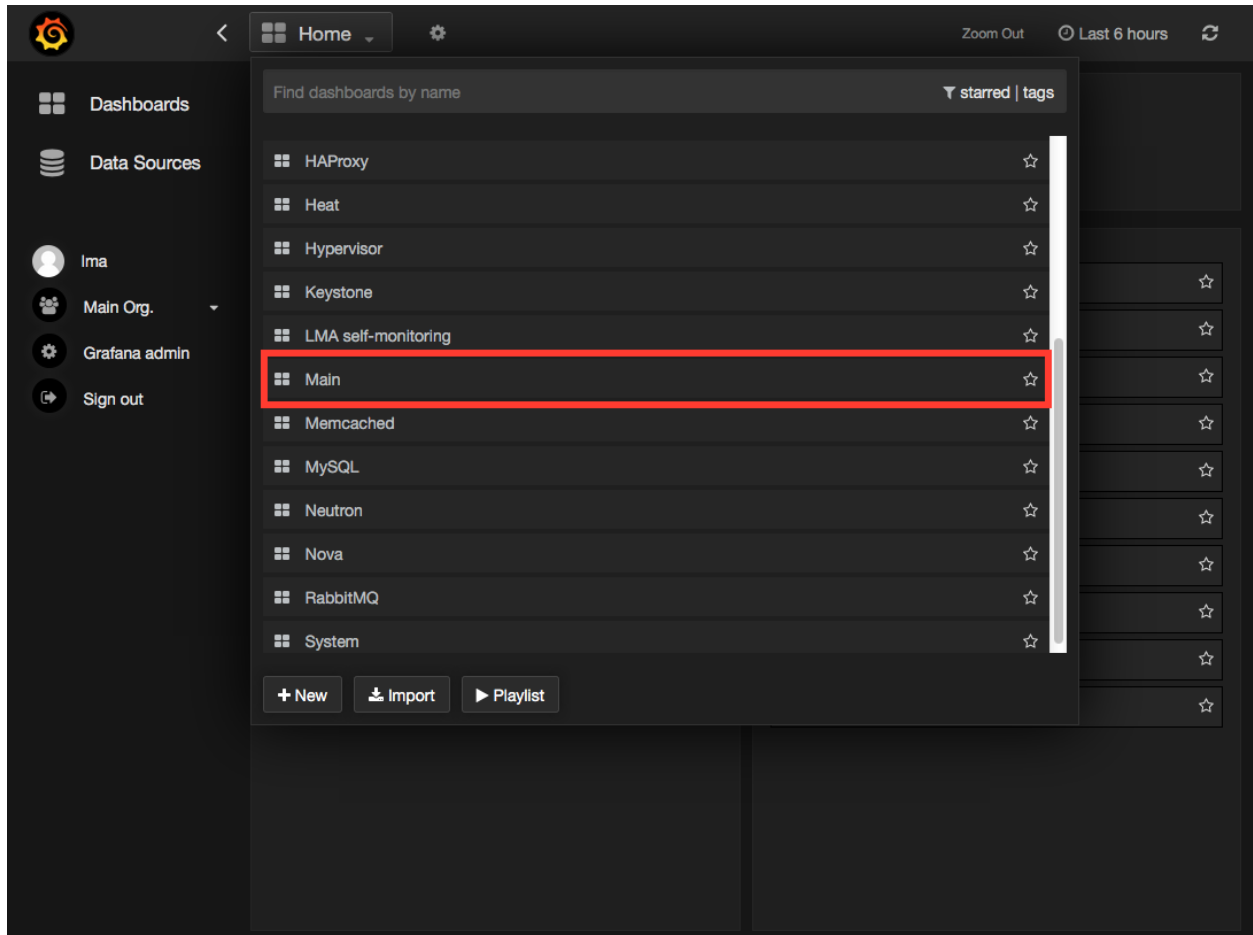 Home
Zoom Out
Last 6 hours
Dashboards
Data Sources
lma
Main Org.
Grafana admin
Sign out
Find dashboards by name
starred | tags
HAProxy
Heat
Hypervisor
Keystone
LMA self-monitoring
Main
Memcached
MySQL
Neutron
Nova
RabbitMQ
System
New
Import
Playlist